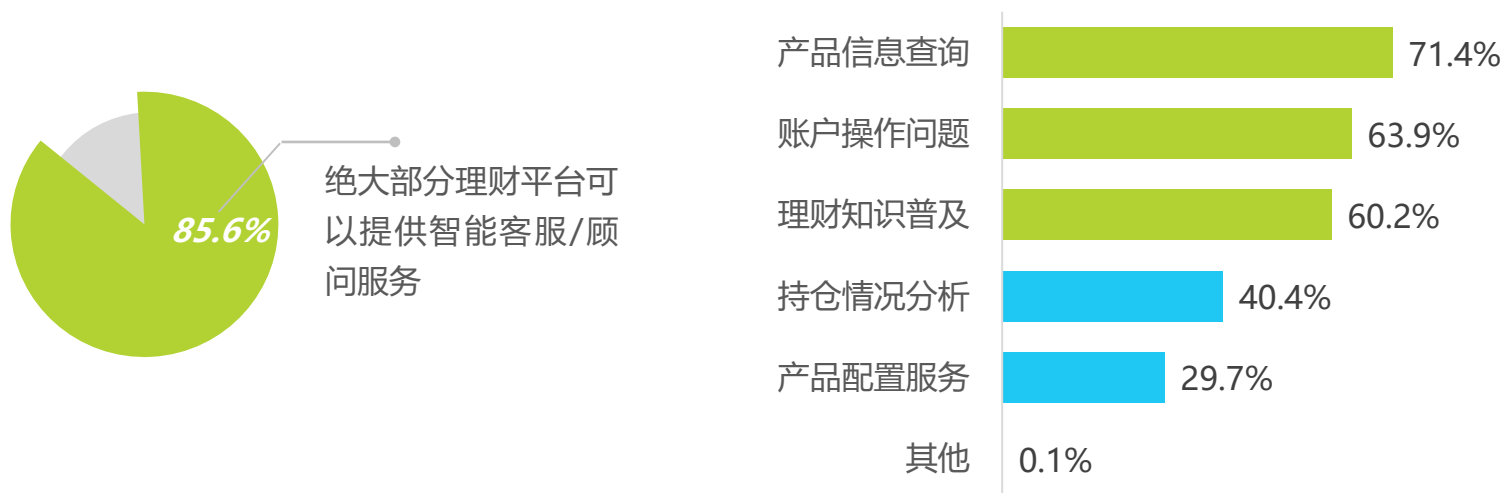 85.6%
绝大部分理财平台可
以提供智能客服/顾
问服务
产品信息查询 71.4%
账户操作问题 63.9%
理财知识普及 60.2%
持仓情况分析 40.4%
产品配置服务 29.7%
其他 0.1%